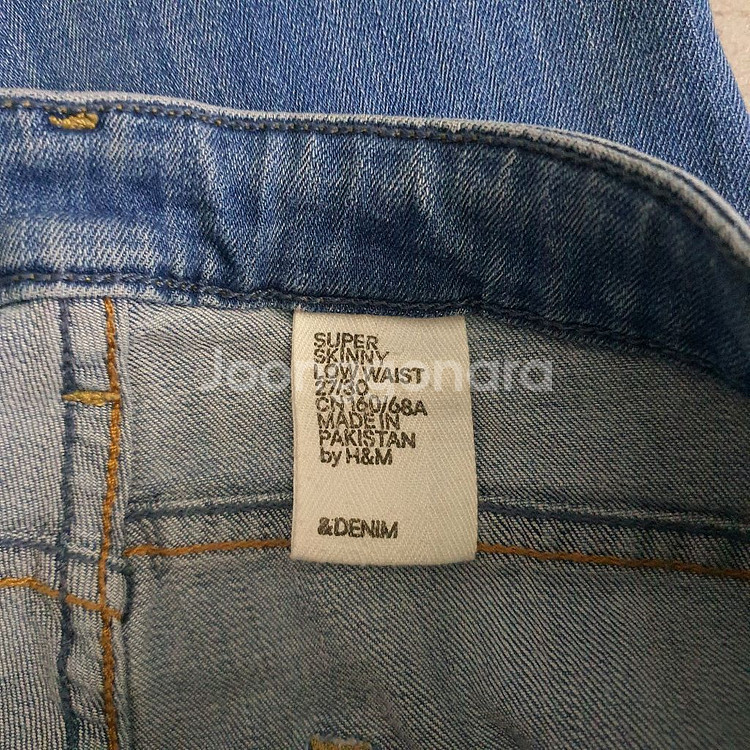 SUPER
SKINNY
LOW WAIST
27/30
CN 160/68A
MADE IN
PAKISTAN
by H&M
&DENIM